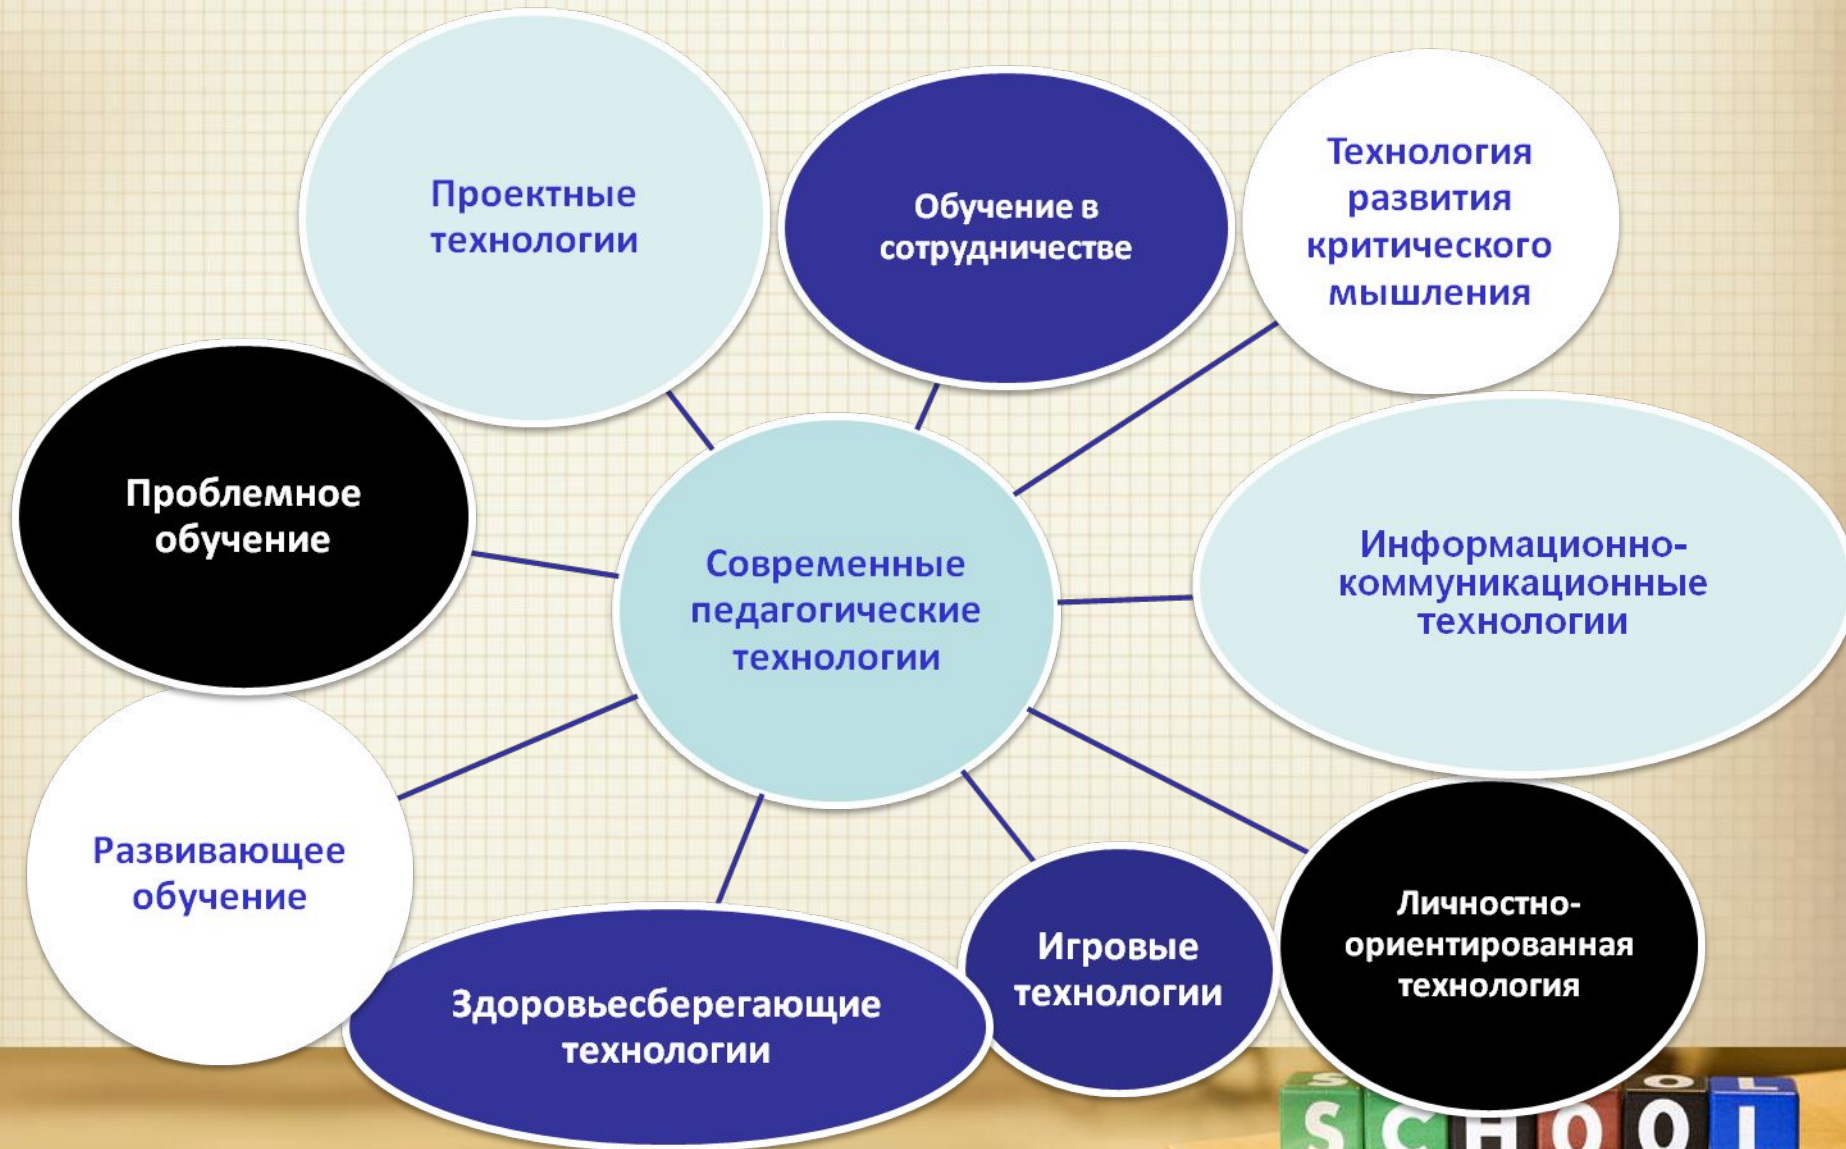 Проектные
технологии
Обучение в
сотрудничестве
Технология
развития
критического
мышления
Проблемное
обучение
Современные
педагогические
технологии
Информационно-
коммуникационные
технологии
Развивающее
обучение
Здоровьесберегающие
технологии
Игровые
технологии
Личностно-
ориентированная
технология
SCHOOL